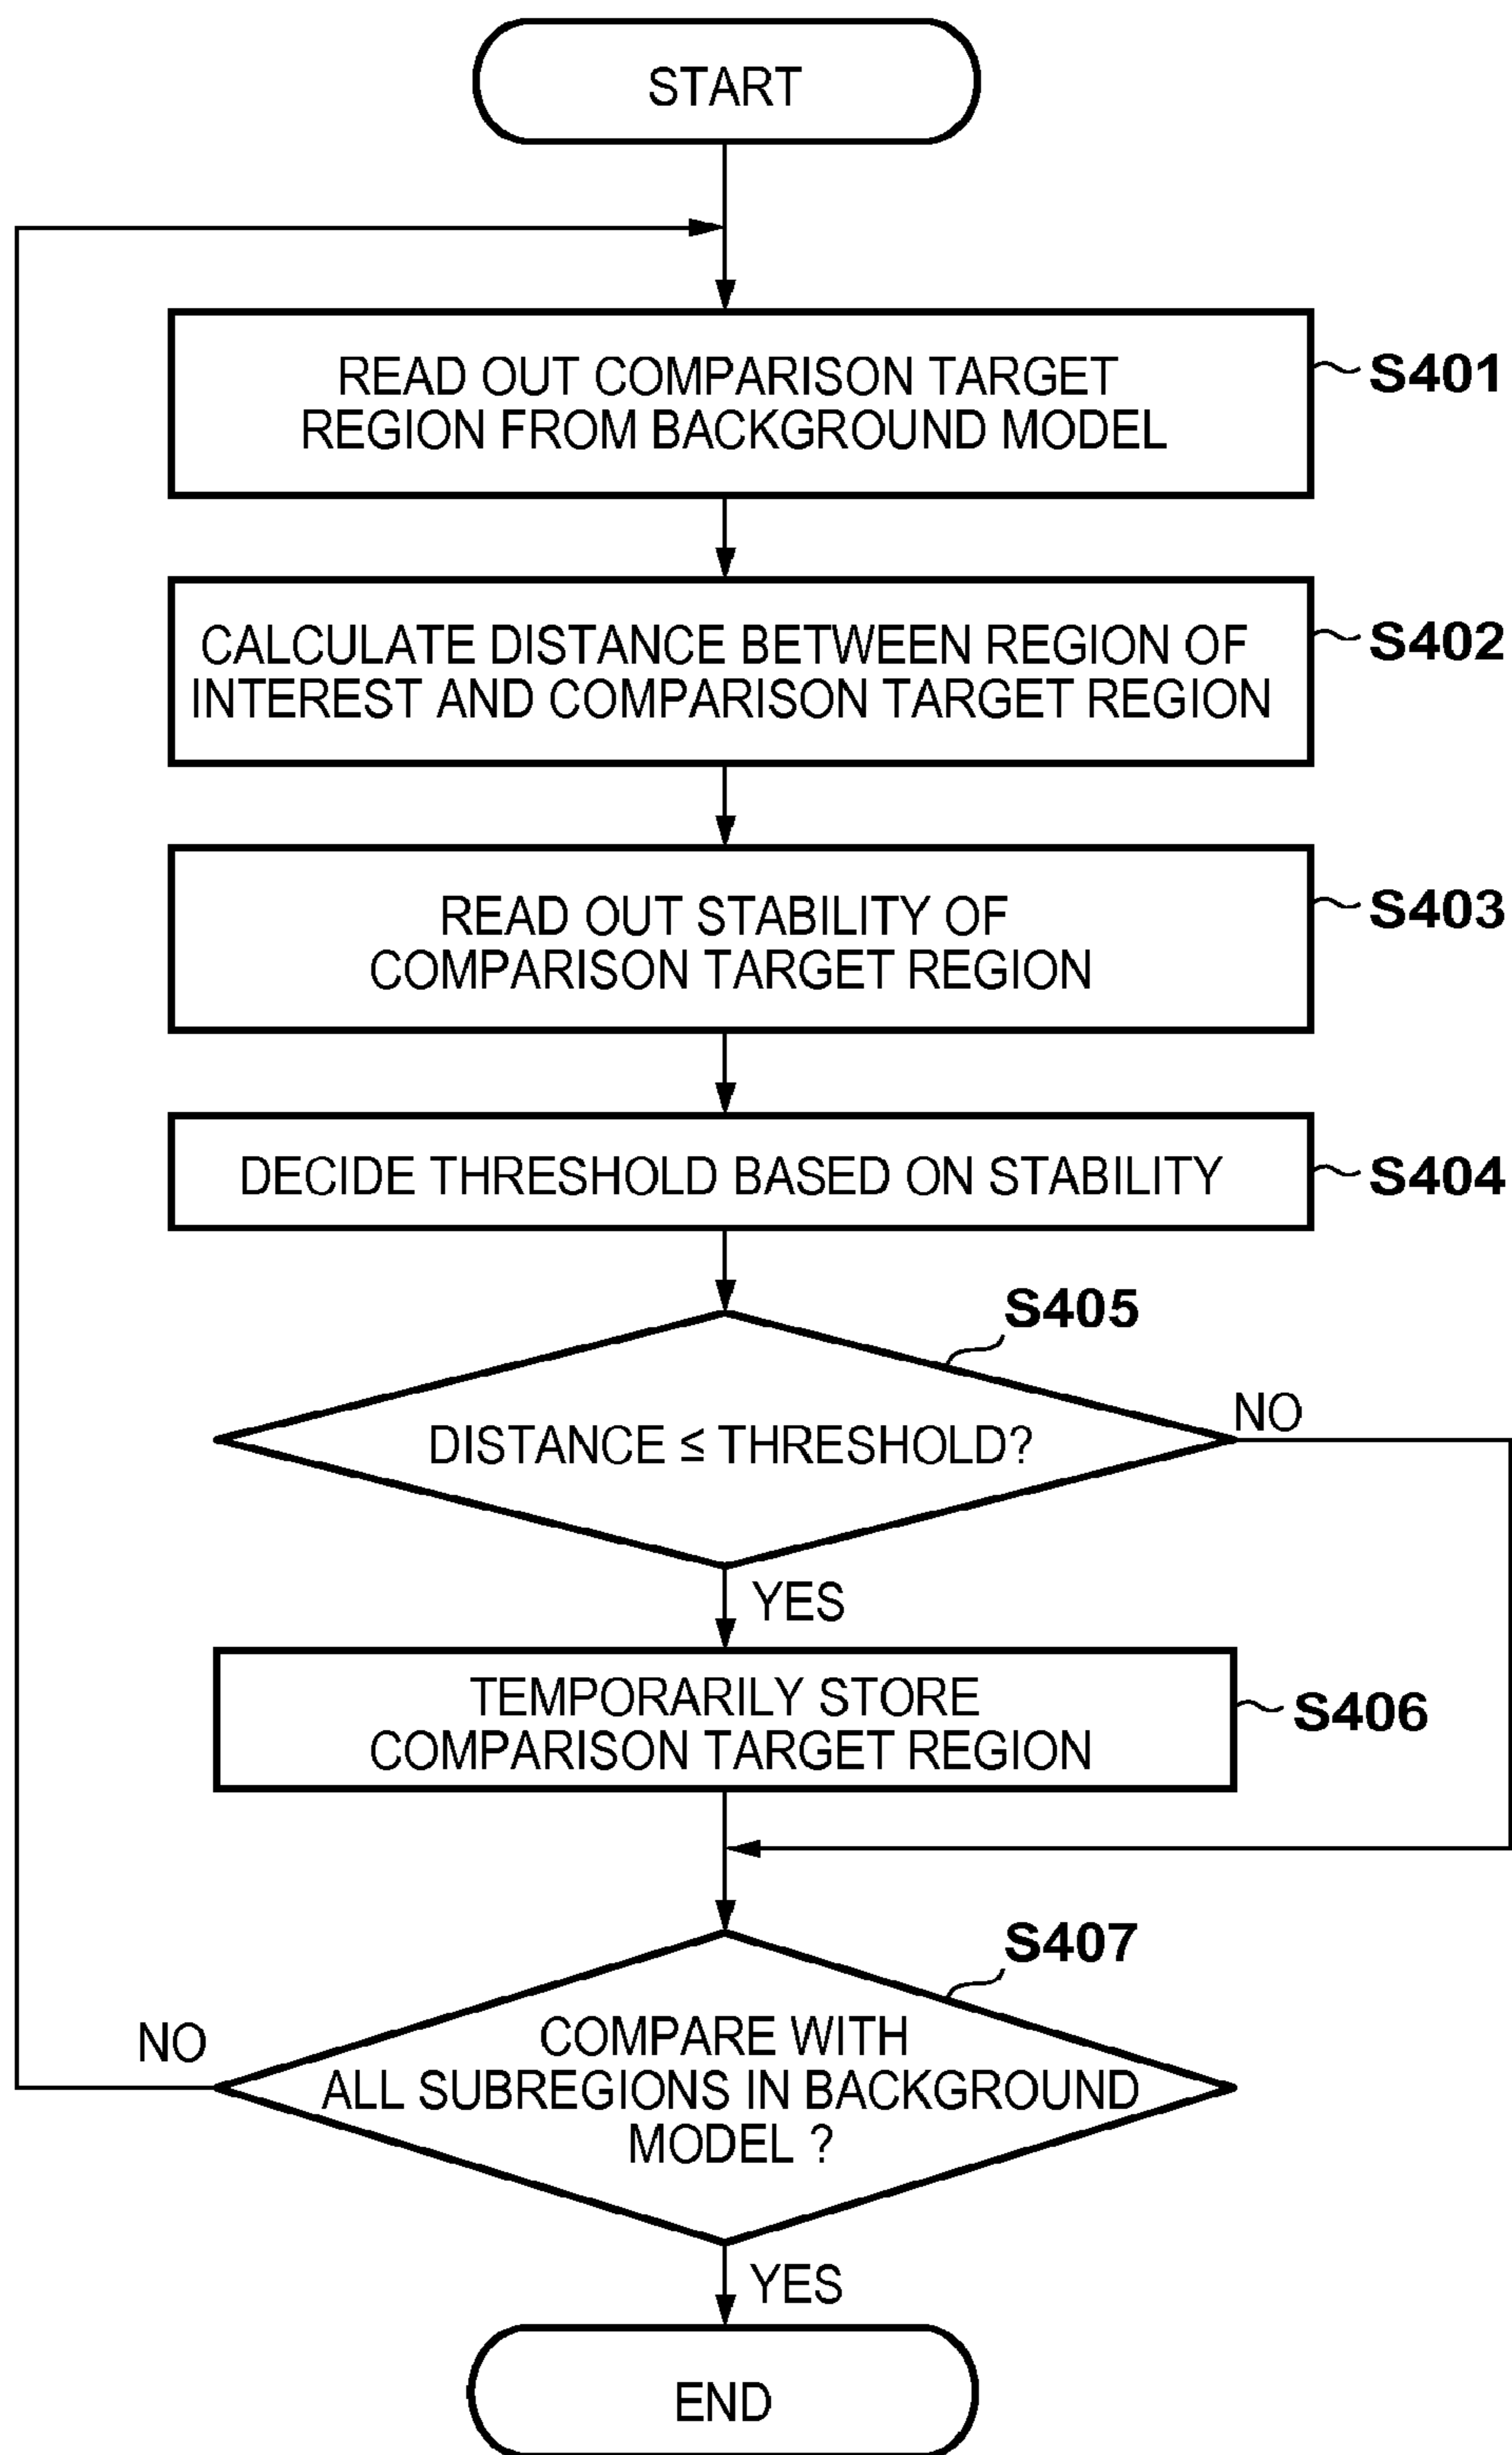 START
READ OUT COMPARISON TARGET
REGION FROM BACKGROUND MODEL
S401
CALCULATE DISTANCE BETWEEN REGION OF
INTEREST AND COMPARISON TARGET REGION
S402
READ OUT STABILITY OF
COMPARISON TARGET REGION
S403
DECIDE THRESHOLD BASED ON STABILITY
S404
S405
DISTANCE ≤ THRESHOLD?
NO
YES
TEMPORARILY STORE
COMPARISON TARGET REGION
S406
S407
COMPARE WITH
ALL SUBREGIONS IN BACKGROUND
MODEL ?
NO
YES
END